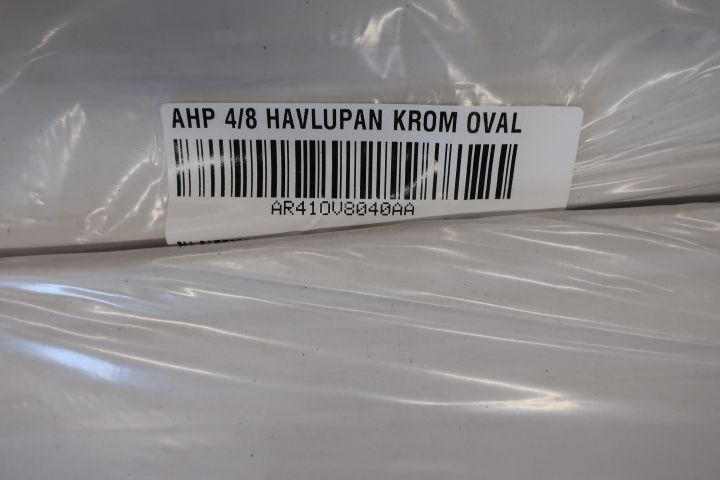 AHP 4/8 HAVLUPAN KROM OVAL
AR41OV8040AA